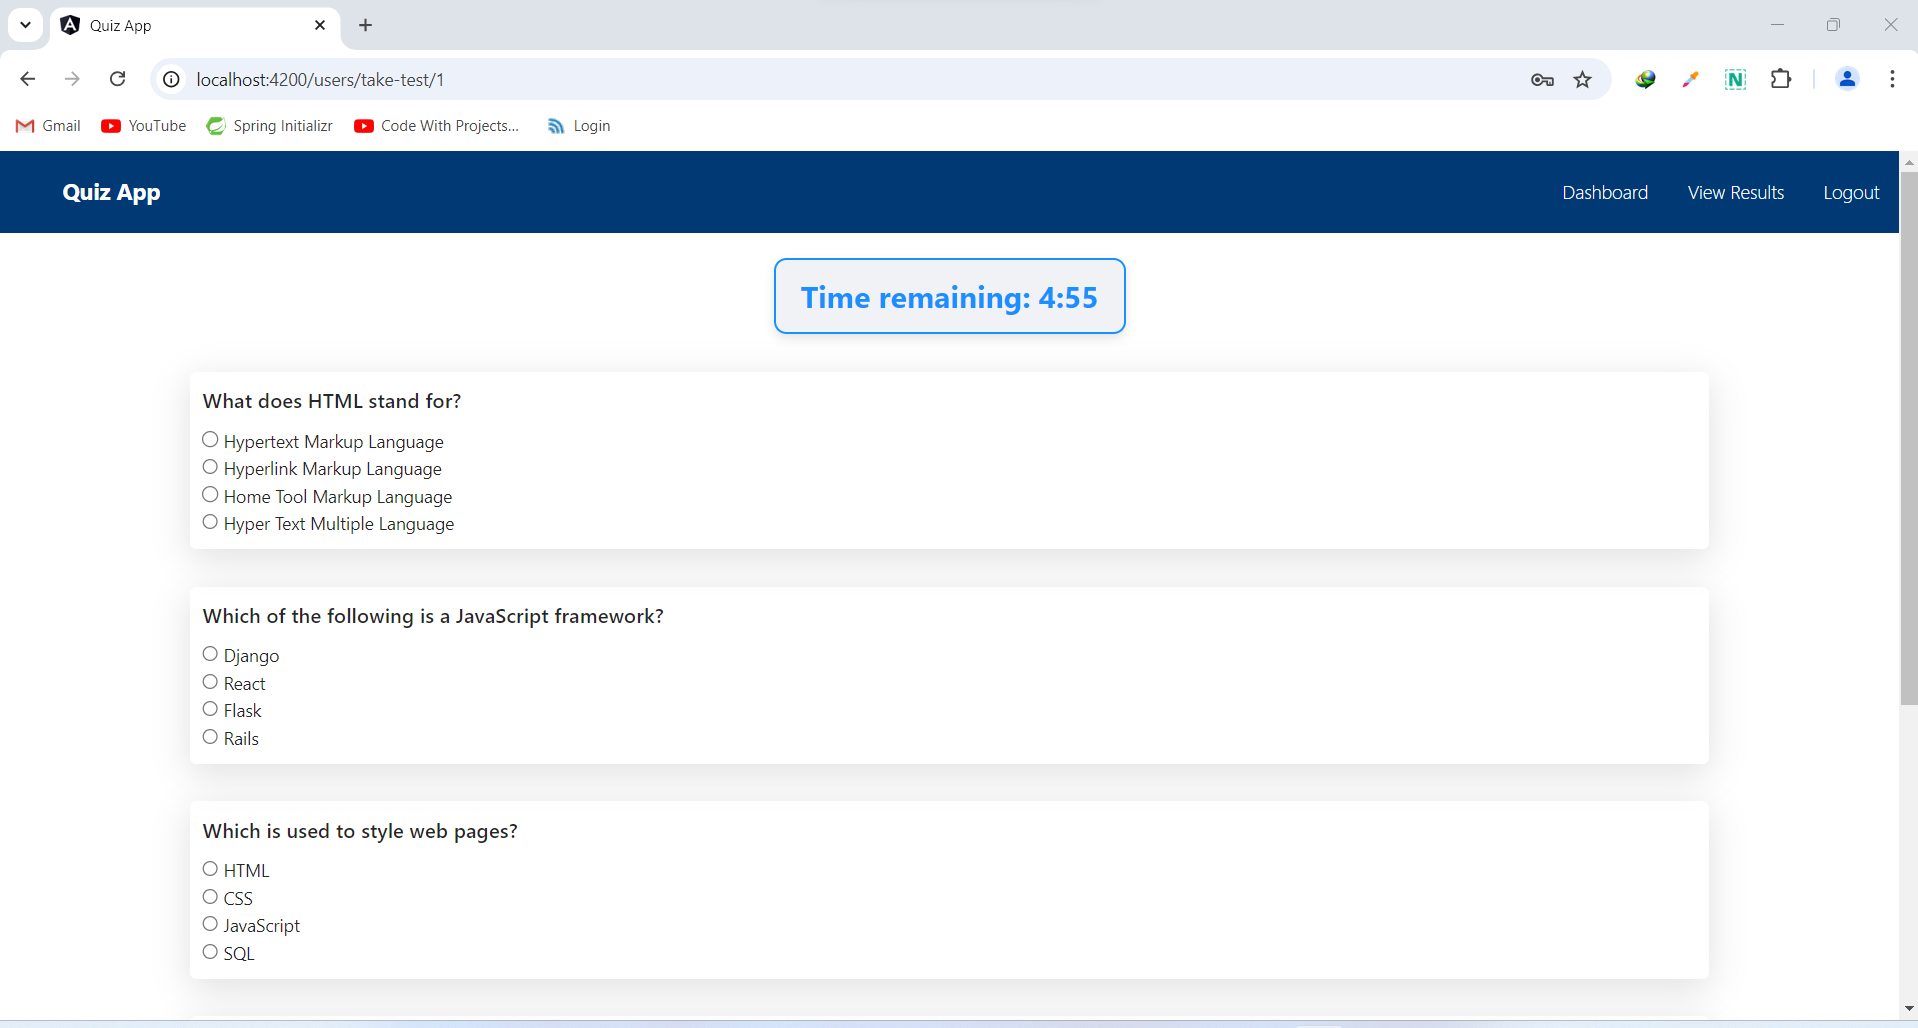 Quiz App
localhost:4200/users/take-test/1
N
Gmail YouTube Spring Initializr Code With Projects... Login
Quiz App Dashboard View Results Logout
Time remaining: 4:55
What does HTML stand for?
Hypertext Markup Language
Hyperlink Markup Language
Home Tool Markup Language
Hyper Text Multiple Language
Which of the following is a JavaScript framework?
Django
React
Flask
Rails
Which is used to style web pages?
HTML
CSS
JavaScript
SQL